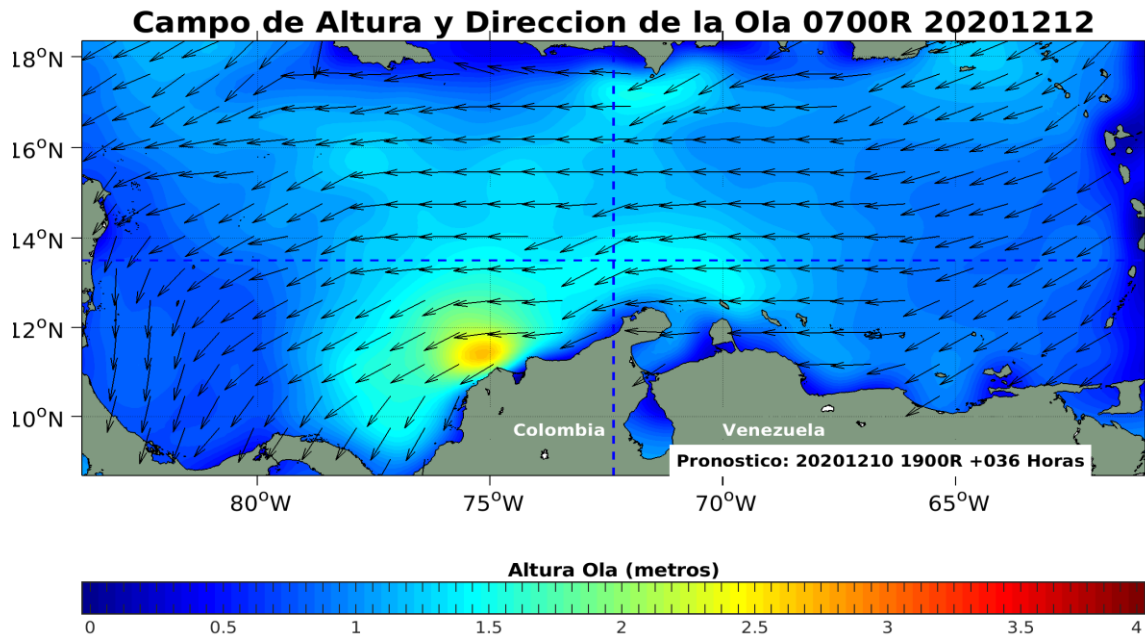 Campo de Altura y Direccion de la Ola 0700R 20201212
18°N
16°N
14°N
12°N
10°N
Colombia
Venezuela
Pronostico: 20201210 1900R +036 Horas
80°W 75°W 70°W 65°W
Altura Ola (metros)
0 0.5 1 1.5 2 2.5 3 3.5 4